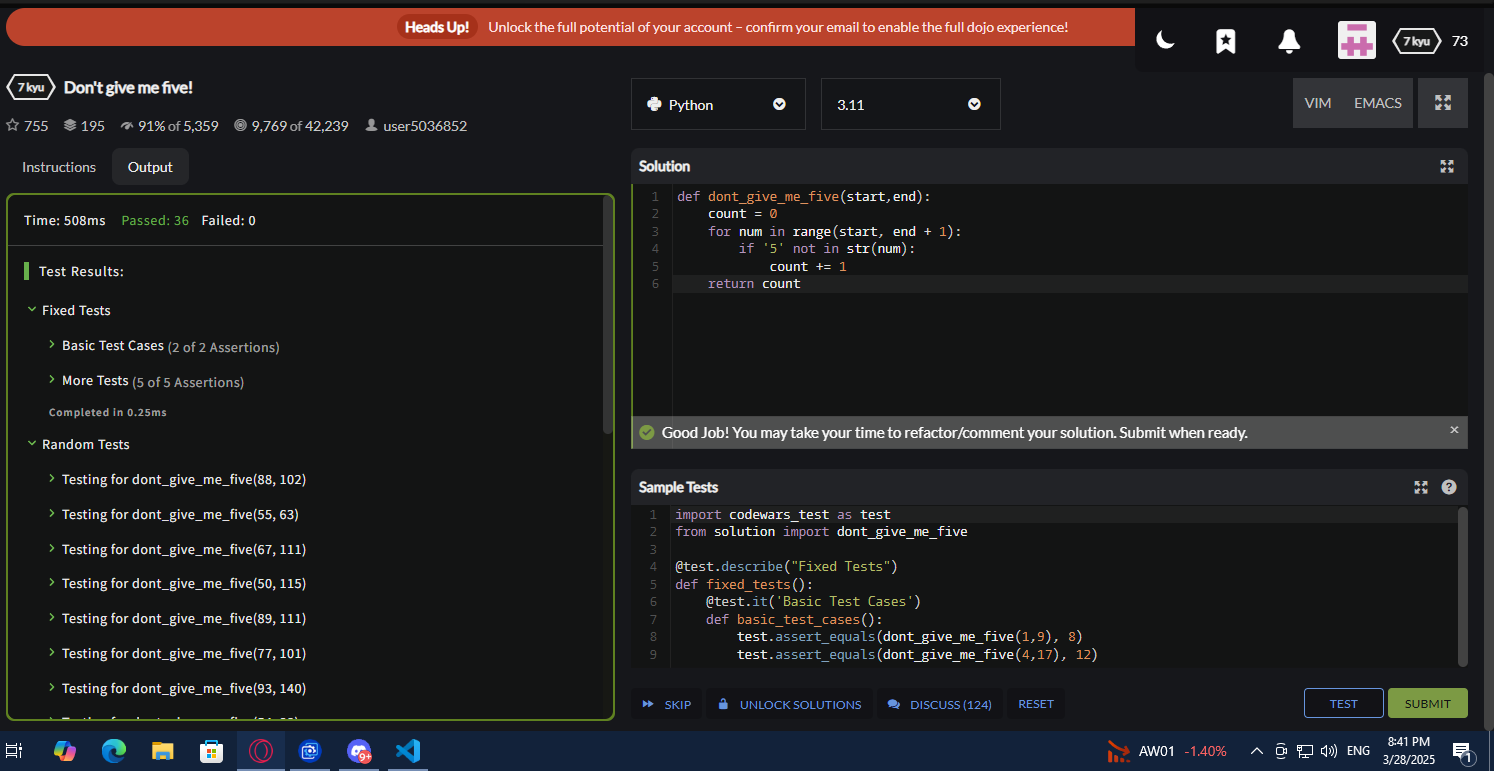 Heads Up! Unlock the full potential of your account – confirm your email to enable the full dojo experience!
7 kyu 73
7 kyu Don't give me five!
755 195 91% of 5,359 9,769 of 42,239 user5036852
Instructions Output
Time: 508ms Passed: 36 Failed: 0
Test Results:
Fixed Tests
Basic Test Cases (2 of 2 Assertions)
More Tests (5 of 5 Assertions)
Completed in 0.25ms
Random Tests
Testing for dont_give_me_five(88, 102)
Testing for dont_give_me_five(55, 63)
Testing for dont_give_me_five(67, 111)
Testing for dont_give_me_five(50, 115)
Testing for dont_give_me_five(89, 111)
Testing for dont_give_me_five(77, 101)
Testing for dont_give_me_five(93, 140)
Python 3.11 VIM EMACS
Solution
1 def dont_give_me_five(start,end):
2 count = 0
3 for num in range(start, end + 1):
4 if '5' not in str(num):
5 count += 1
6 return count
Good Job! You may take your time to refactor/comment your solution. Submit when ready.
Sample Tests
1 import codewars_test as test
2 from solution import dont_give_me_five
3
4 @test.describe("Fixed Tests")
5 def fixed_tests():
6 @test.it('Basic Test Cases')
7 def basic_test_cases():
8 test.assert_equals(dont_give_me_five(1,9), 8)
9 test.assert_equals(dont_give_me_five(4,17), 12)
SKIP UNLOCK SOLUTIONS DISCUSS (124) RESET TEST SUBMIT
9+ AW01 -1.40% ENG 8:41 PM
3/28/2025 1